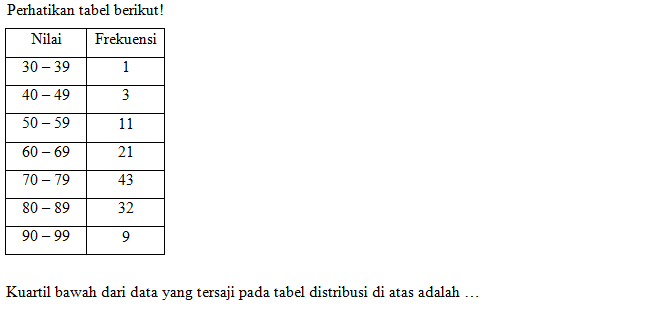 Perhatikan tabel berikut!
Nilai Frekuensi
30 – 39 1
40 – 49 3
50 – 59 11
60 – 69 21
70 – 79 43
80 – 89 32
90 – 99 9
Kuartil bawah dari data yang tersaji pada tabel distribusi di atas adalah …